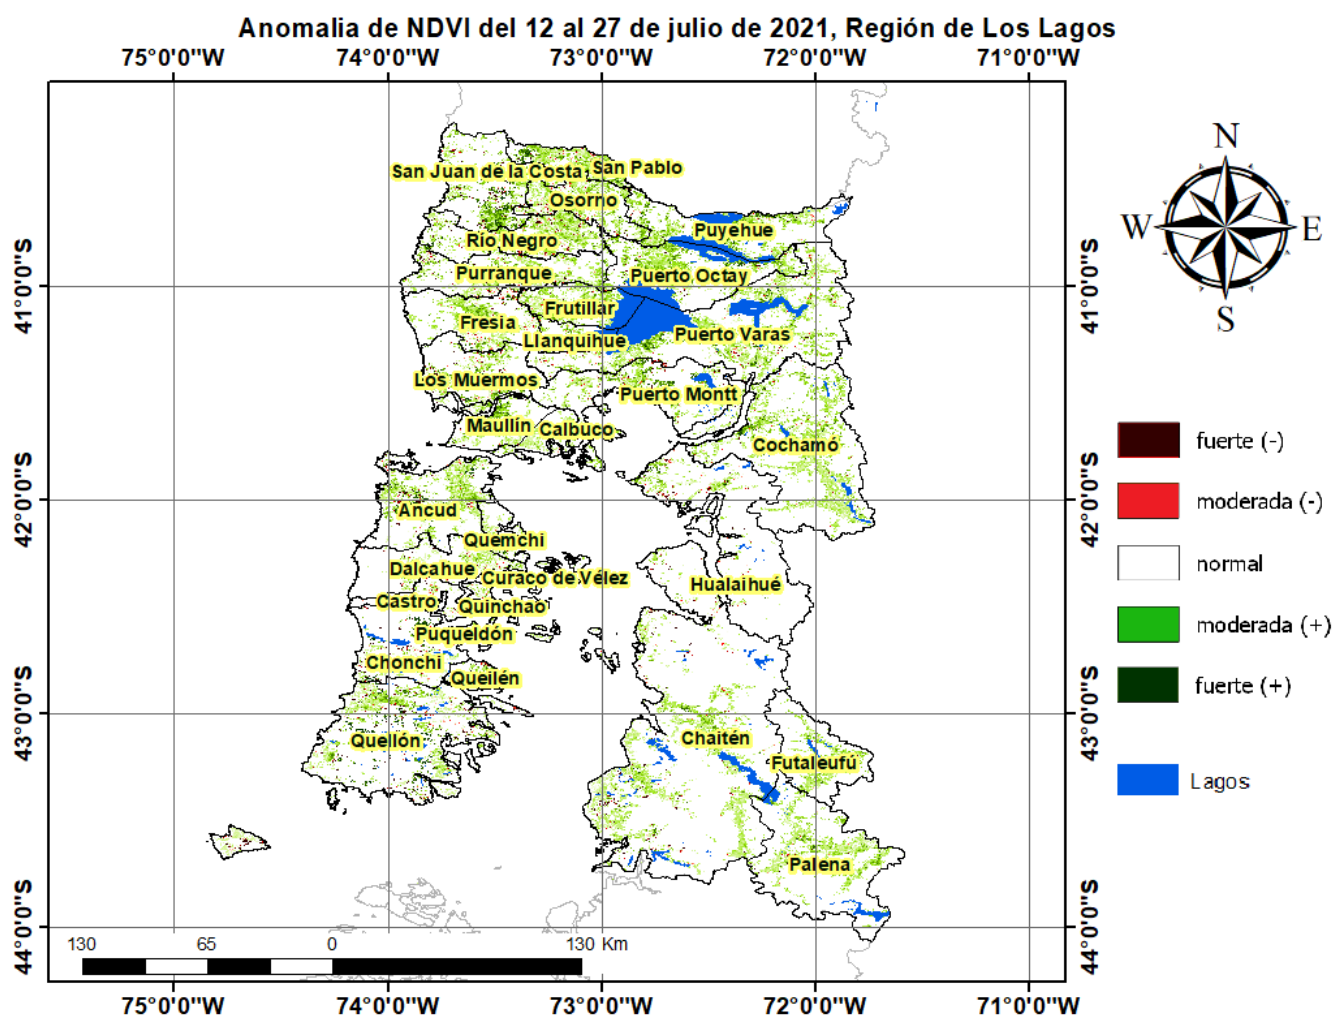 Anomalia de NDVI del 12 al 27 de julio de 2021, Región de Los Lagos
75°0'0"W 74°0'0"W 73°0'0"W 72°0'0"W 71°0'0"W
N
W E
S
San Juan de la Costa San Pablo
Osorno
Puyehue
Río Negro
Purranque Puerto Octay
41°0'0"S 41°0'0"S
Frutillar
Fresia
Llanquihue Puerto Varas
Los Muermos
Puerto Montt
Maullín Calbuco
Cochamó
42°0'0"S 42°0'0"S
Ancud
Quemchi
Dalcahue
Curaco de Vélez
Hualaihué
Castro Quinchao
Puqueldón
Chonchi
Queilén
43°0'0"S 43°0'0"S
Quellón
Chaitén
Futaleufú
Palena
44°0'0"S 44°0'0"S
fuerte (-)
moderada (-)
normal
moderada (+)
fuerte (+)
Lagos
130 65 0 130 Km
75°0'0"W 74°0'0"W 73°0'0"W 72°0'0"W 71°0'0"W